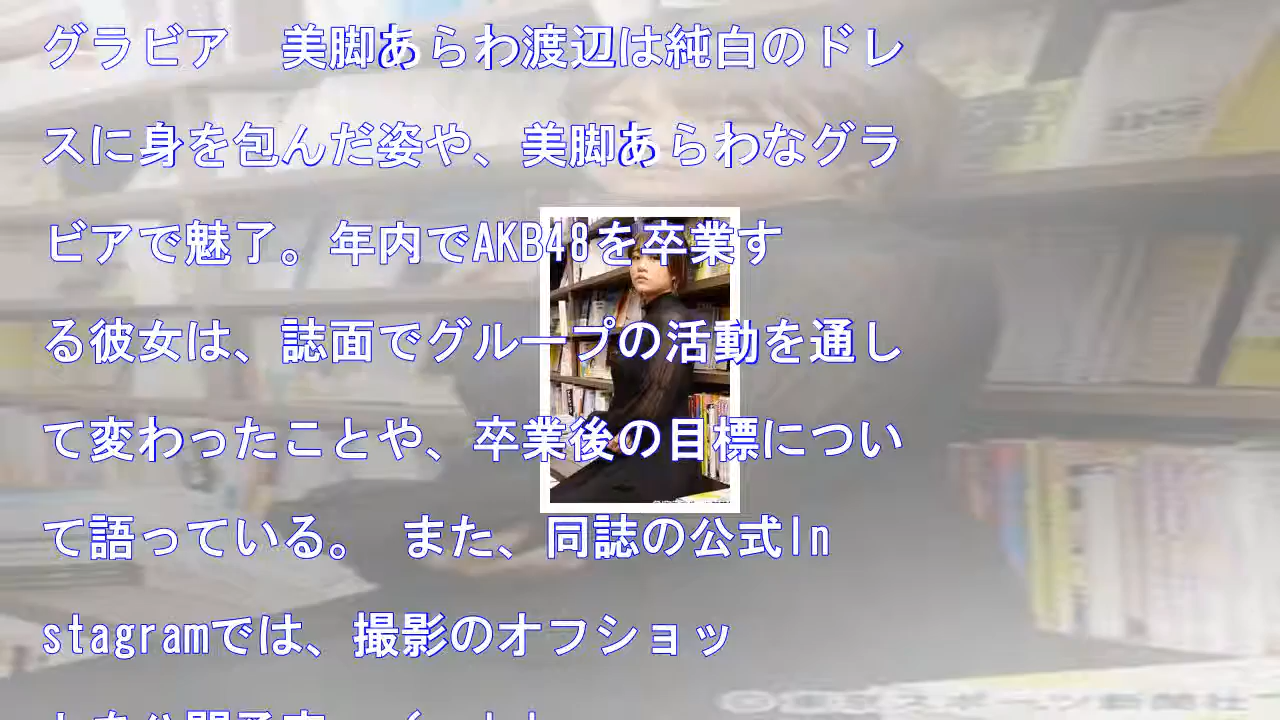 グラビア　美脚あらわ渡辺は純白のドレ
スに身を包んだ姿や、美脚あらわなグラ
ビアで魅了。年内でAKB48を卒業す
る彼女は、誌面でグループの活動を通し
て変わったことや、卒業後の目標につい
て語っている。　また、同誌の公式In
stagramでは、撮影のオフショッ